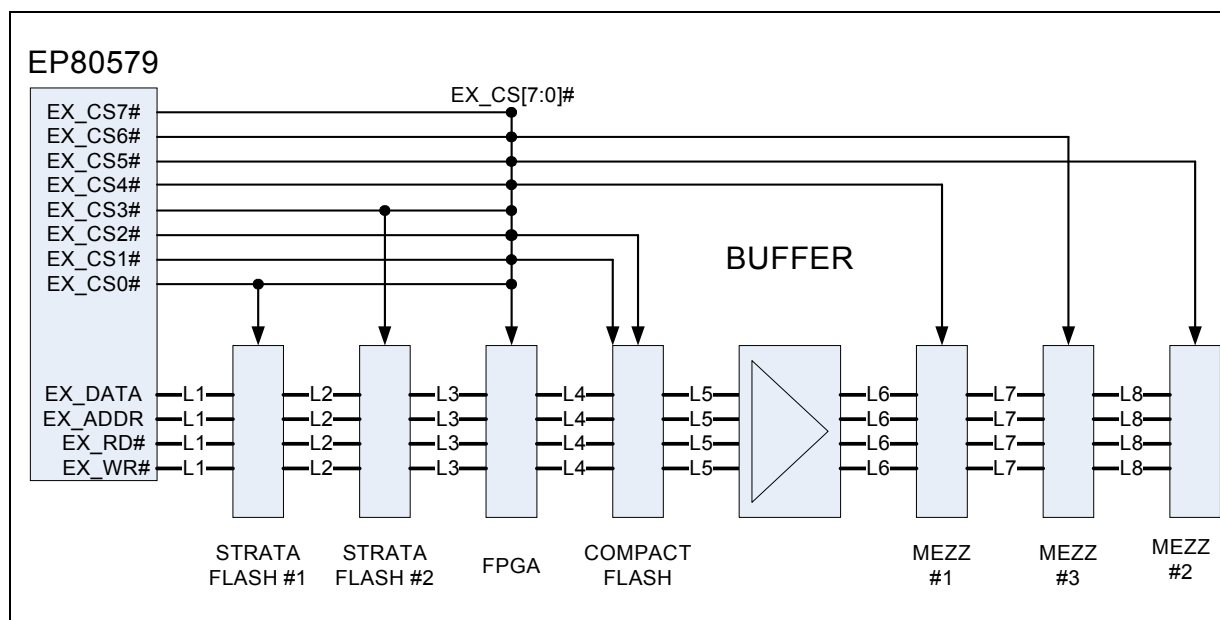 EP80579
EX_CS[7:0]#
EX_CS7#
EX_CS6#
EX_CS5#
EX_CS4#
EX_CS3#
EX_CS2#
EX_CS1#
EX_CS0#
BUFFER
EX_DATA L1 L2 L3 L4 L5 L6 L7 L8
EX_ADDR L1 L2 L3 L4 L5 L6 L7 L8
EX_RD# L1 L2 L3 L4 L5 L6 L7 L8
EX_WR# L1 L2 L3 L4 L5 L6 L7 L8
STRATA
FLASH #1
STRATA
FLASH #2
FPGA
COMPACT
FLASH
MEZZ
#1
MEZZ
#3
MEZZ
#2